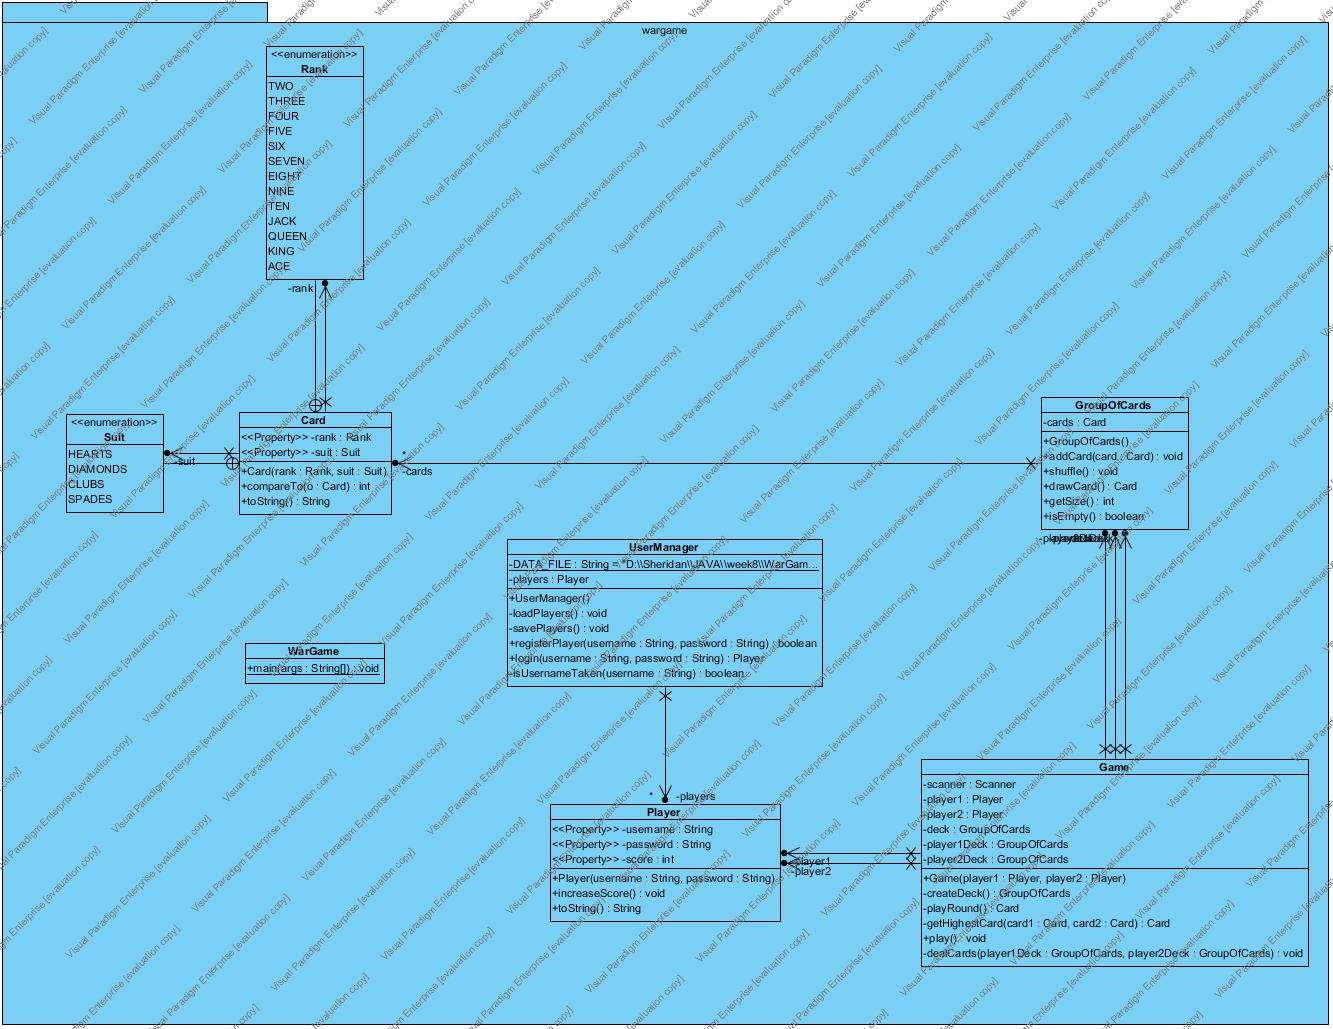 wargame
<<enumeration>>
Rank
TWO
THREE
FOUR
FIVE
SIX
SEVEN
EIGHT
NINE
TEN
JACK
QUEEN
KING
ACE
-rank
<<enumeration>>
Suit
HEARTS
DIAMONDS
CLUBS
SPADES
-suit
Card
<<Property>> -rank : Rank
<<Property>> -suit : Suit
+Card(rank : Rank, suit : Suit)
+compareTo(o : Card) : int
+toString() : String
*
-cards
GroupOfCards
-cards : Card
+GroupOfCards()
+addCard(card : Card) : void
+shuffle() : void
+drawCard() : Card
+getSize() : int
+isEmpty() : boolean
UserManager
-DATA_FILE : String = "D:\\Sheridan\\JAVA\\week8\\WarGam...
-players : Player
+UserManager()
-loadPlayers() : void
-savePlayers() : void
+registerPlayer(username : String, password : String) : boolean
+login(username : String, password : String) : Player
-isUsernameTaken(username : String) : boolean
WarGame
+main(args : String[]) : void
*
-players
Player
<<Property>> -username : String
<<Property>> -password : String
<<Property>> -score : int
+Player(username : String, password : String)
+increaseScore() : void
+toString() : String
-player1
-player2
Game
-scanner : Scanner
-player1 : Player
-player2 : Player
-deck : GroupOfCards
-player1Deck : GroupOfCards
-player2Deck : GroupOfCards
+Game(player1 : Player, player2 : Player)
-createDeck() : GroupOfCards
-playRound() : Card
-getHighestCard(card1 : Card, card2 : Card) : Card
+play() : void
-dealCards(player1Deck : GroupOfCards, player2Deck : GroupOfCards) : void
Visual Paradigm Enterprise [evaluation copy]